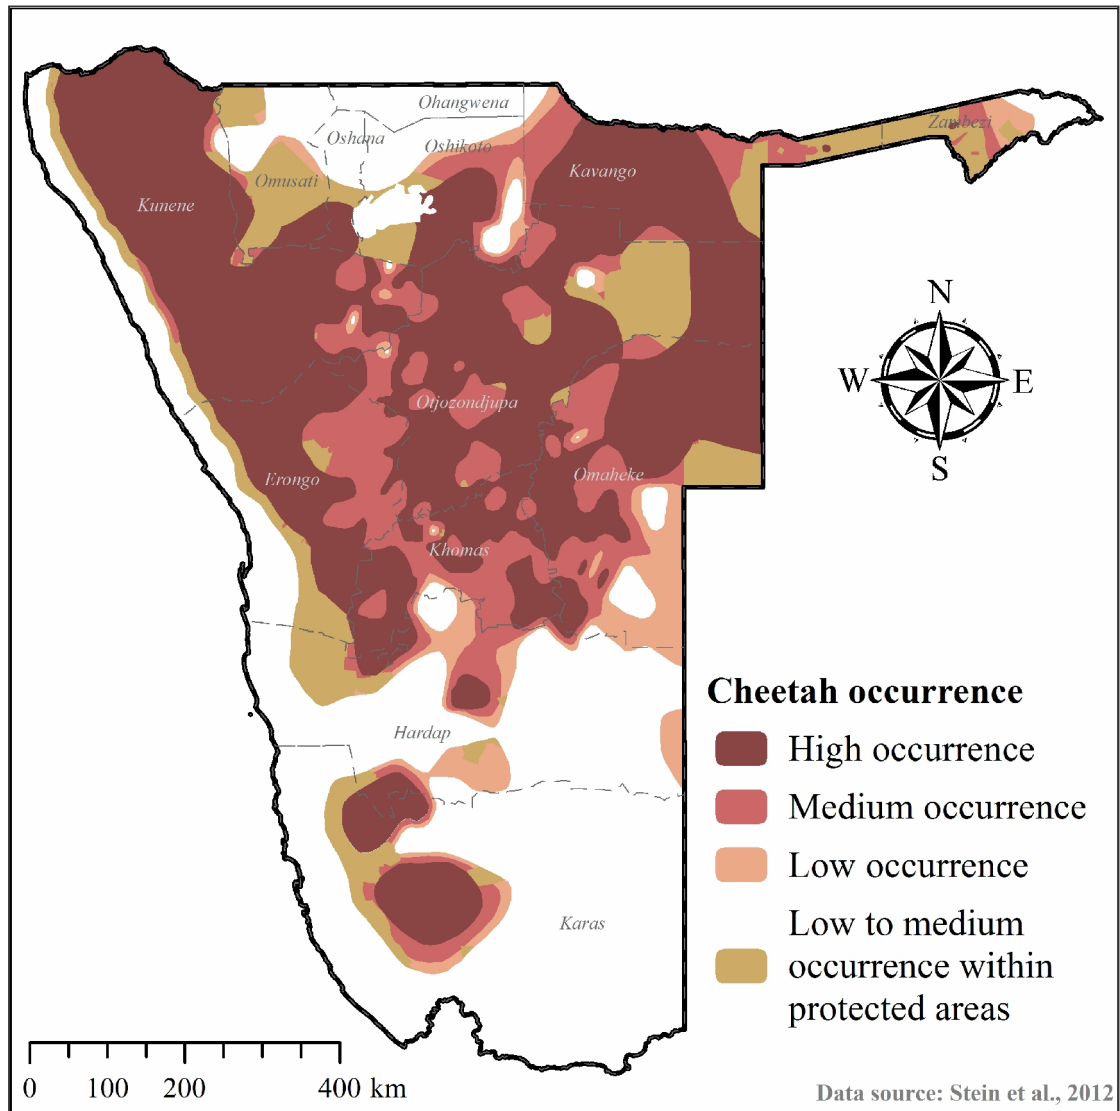 Ohangwena
Oshana
Oshikoto
Zambezi
Kavango
Omusati
Kunene
N
W E
S
Otjozondjupa
Erongo
Omaheke
Khomas
Hardap
Karas
Cheetah occurrence
High occurrence
Medium occurrence
Low occurrence
Low to medium
occurrence within
protected areas
0 100 200 400 km
Data source: Stein et al., 2012